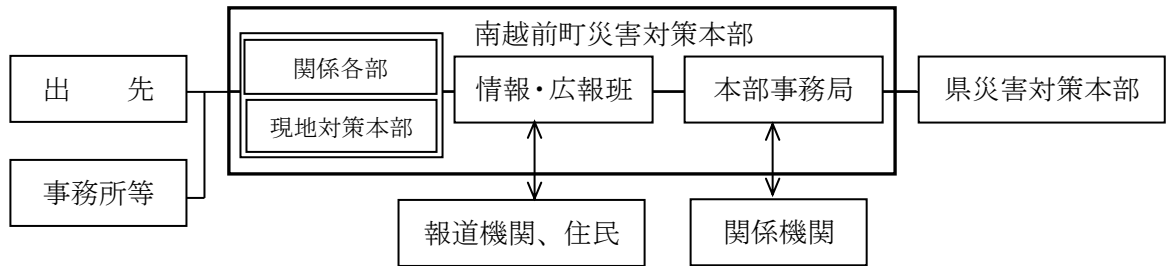 南越前町災害対策本部
出　先
関係各部
情報・広報班
本部事務局
県災害対策本部
現地対策本部
事務所等
報道機関、住民
関係機関